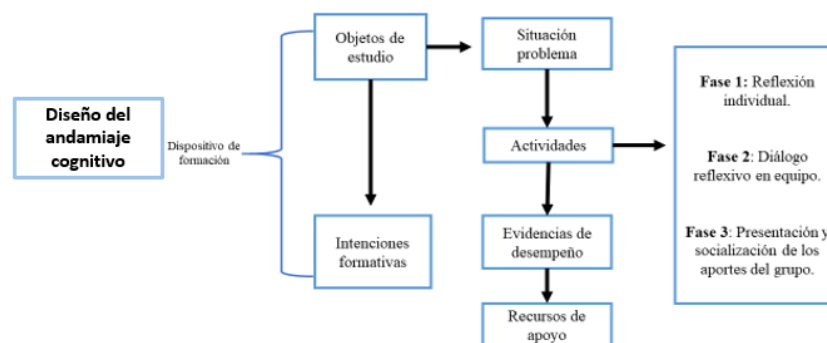 Diseño del
andamiaje
cognitivo
Dispositivo de
formación
Objetos de
estudio
Intenciones
formativas
Situación
problema
Actividades
Evidencias de
desempeño
Recursos de
apoyo
Fase 1: Reflexión
individual.
Fase 2: Diálogo
reflexivo en equipo.
Fase 3: Presentación y
socialización de los
aportes del grupo.